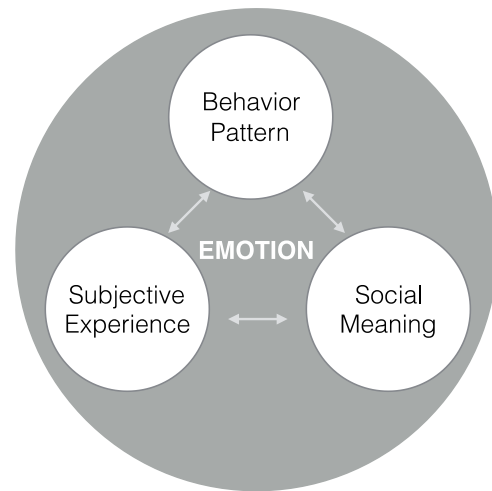 Behavior
Pattern
EMOTION
Subjective
Experience
Social
Meaning